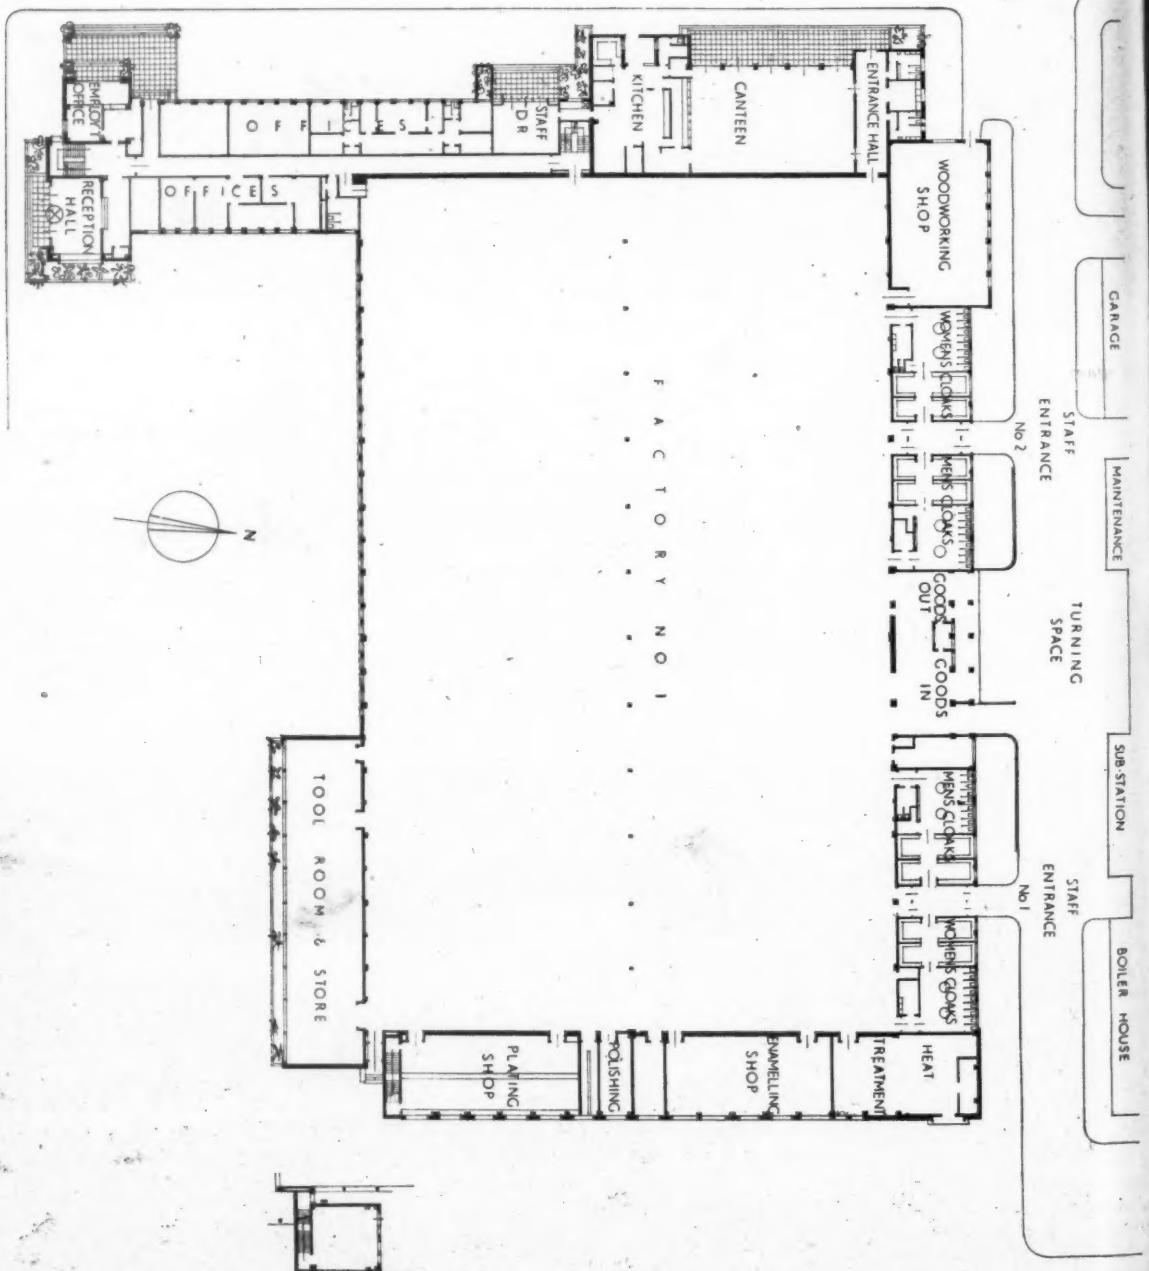 EMPLOY'T
OFFICE
OFFICES
STAFF
D R
KITCHEN
CANTEEN
ENTRANCE HALL
RECEPTION
HALL
OFFICES
WOODWORKING
SHOP
WOMENS CLOAKS
GARAGE
STAFF
ENTRANCE
No 2
MENS CLOAKS
MAINTENANCE
FACTORY NO 1
GOODS
OUT
GOODS
IN
TURNING
SPACE
N
TOOL ROOM & STORE
MENS CLOAKS
SUB-STATION
STAFF
ENTRANCE
No 1
WOMENS CLOAKS
BOILER HOUSE
PLATING
SHOP
POLISHING
ENAMELLING
SHOP
HEAT
TREATMENT